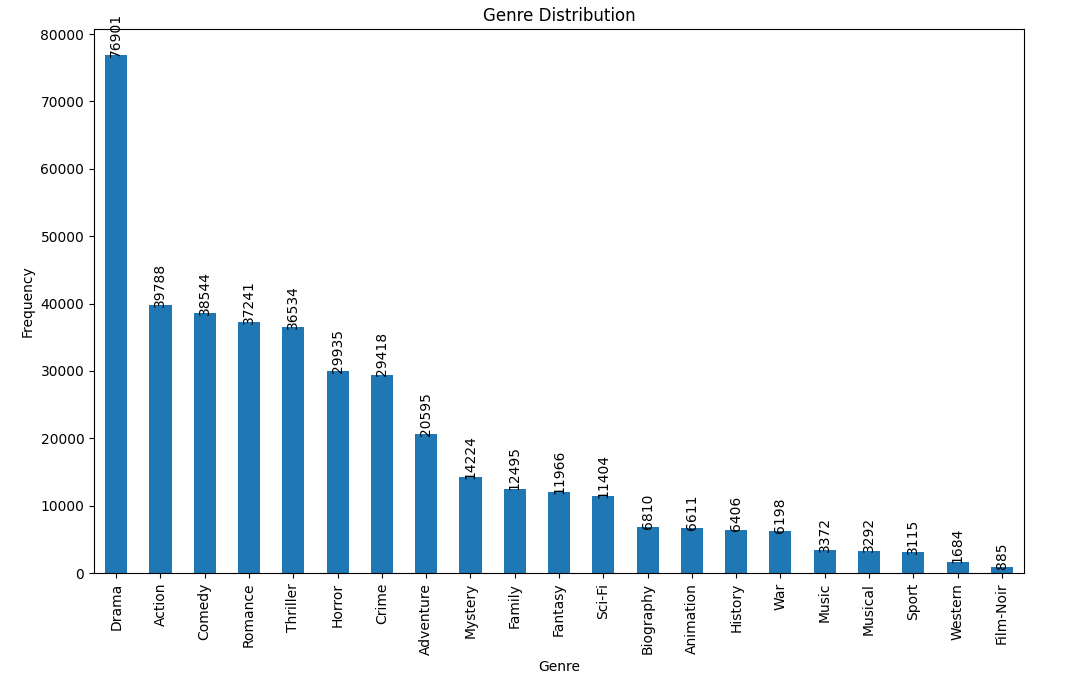 Genre Distribution
80000
70000
60000
50000
40000
30000
20000
10000
0
Frequency
76901
39788
38544
37241
36534
29935
29418
20595
14224
12495
11966
11404
6810
6611
6406
6198
3372
3292
3115
1684
885
Drama
Action
Comedy
Romance
Thriller
Horror
Crime
Adventure
Mystery
Family
Fantasy
Sci-Fi
Biography
Animation
History
War
Music
Musical
Sport
Western
Film-Noir
Genre